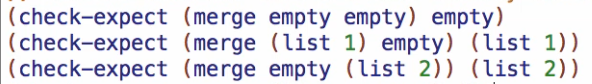 (check-expect (merge empty empty) empty)
(check-expect (merge (list 1) empty) (list 1))
(check-expect (merge empty (list 2)) (list 2))